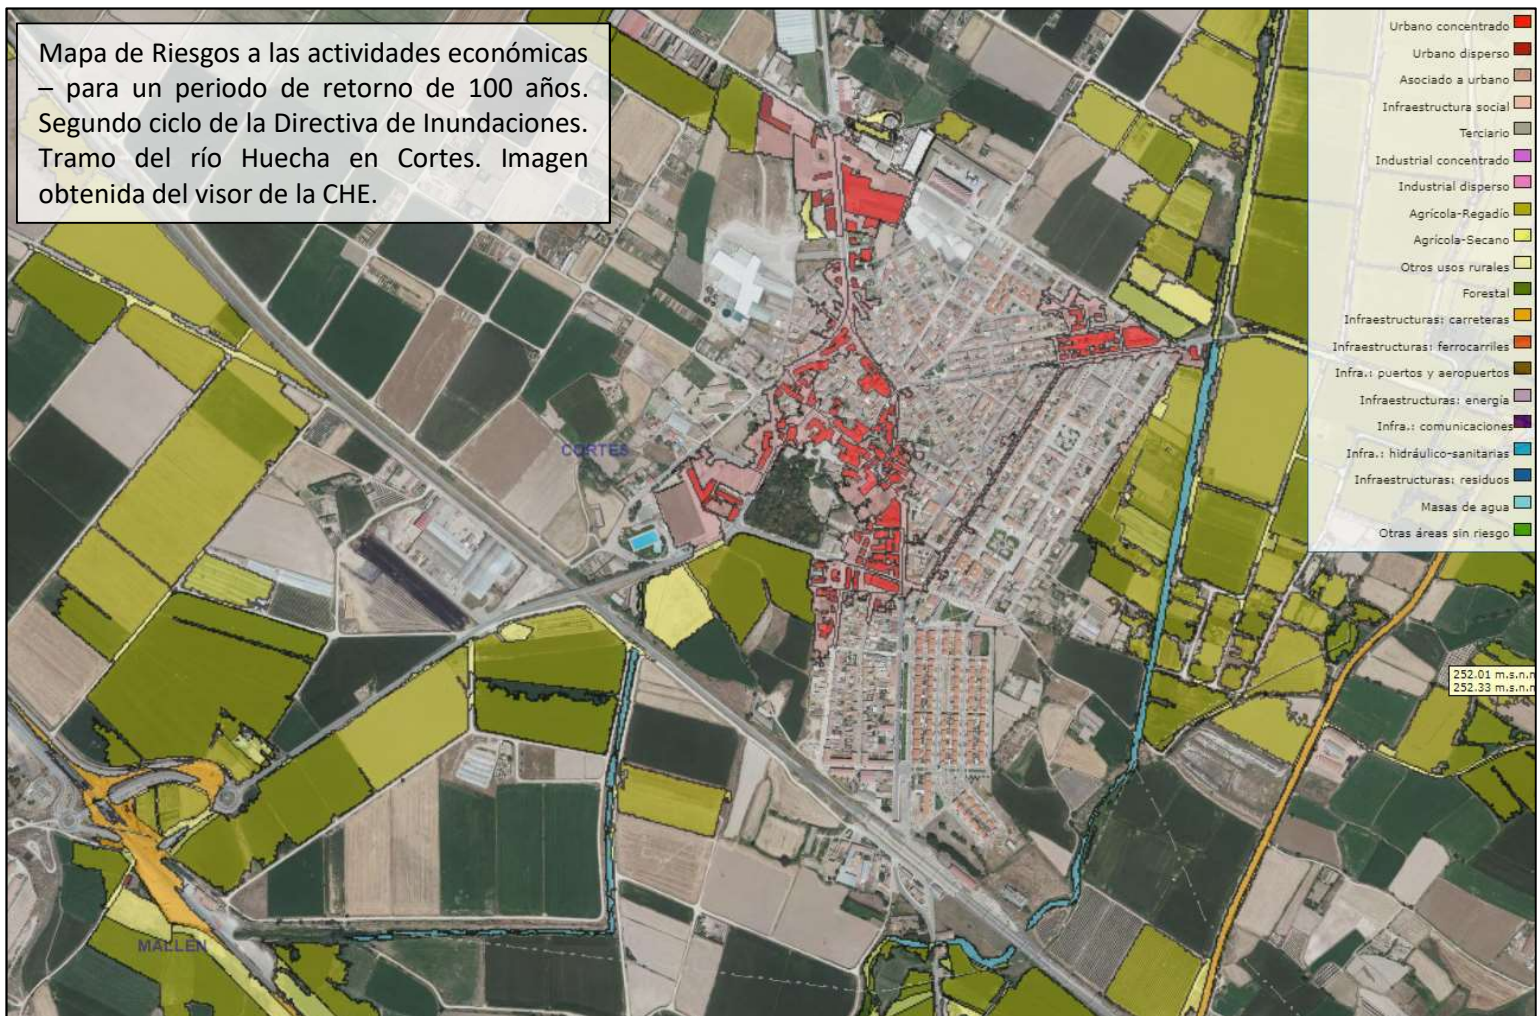 Mapa de Riesgos a las actividades económicas
– para un periodo de retorno de 100 años.
Segundo ciclo de la Directiva de Inundaciones.
Tramo del río Huecha en Cortes. Imagen
obtenida del visor de la CHE.
Urbano concentrado
Urbano disperso
Asociado a urbano
Infraestructura social
Terciario
Industrial concentrado
Industrial disperso
Agrícola-Regadío
Agrícola-Secano
Otros usos rurales
Forestal
Infraestructuras: carreteras
Infraestructuras: ferrocarriles
Infra.: puertos y aeropuertos
Infraestructuras: energía
Infra.: comunicaciones
Infra.: hidráulico-sanitarias
Infraestructuras: residuos
Masas de agua
Otras áreas sin riesgo
CORTES
252.01 m.s.n.
252.33 m.s.n.
MALLÉN